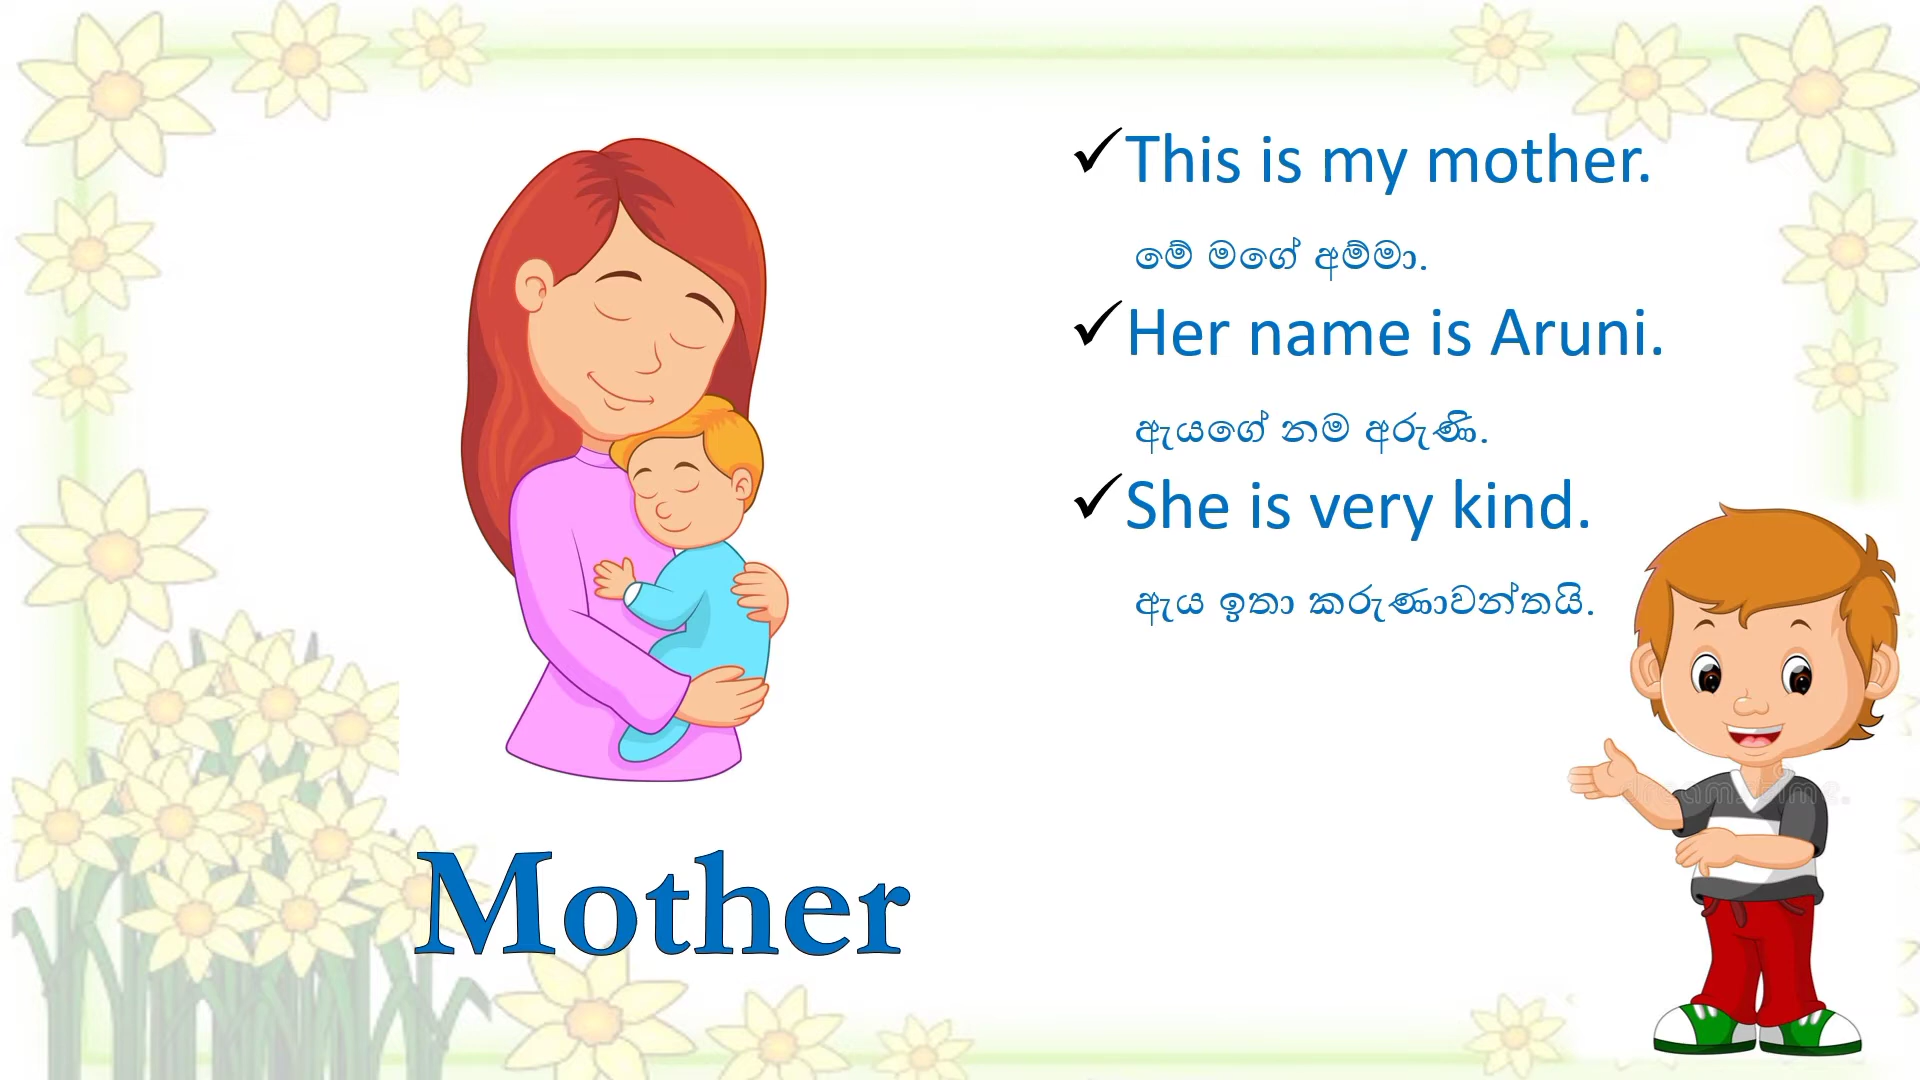 This is my mother.
මේ මගේ අම්මා.
Her name is Aruni.
ඇයගේ නම අරුණි.
She is very kind.
ඇය ඉතා කරුණාවන්තයි.
Mother